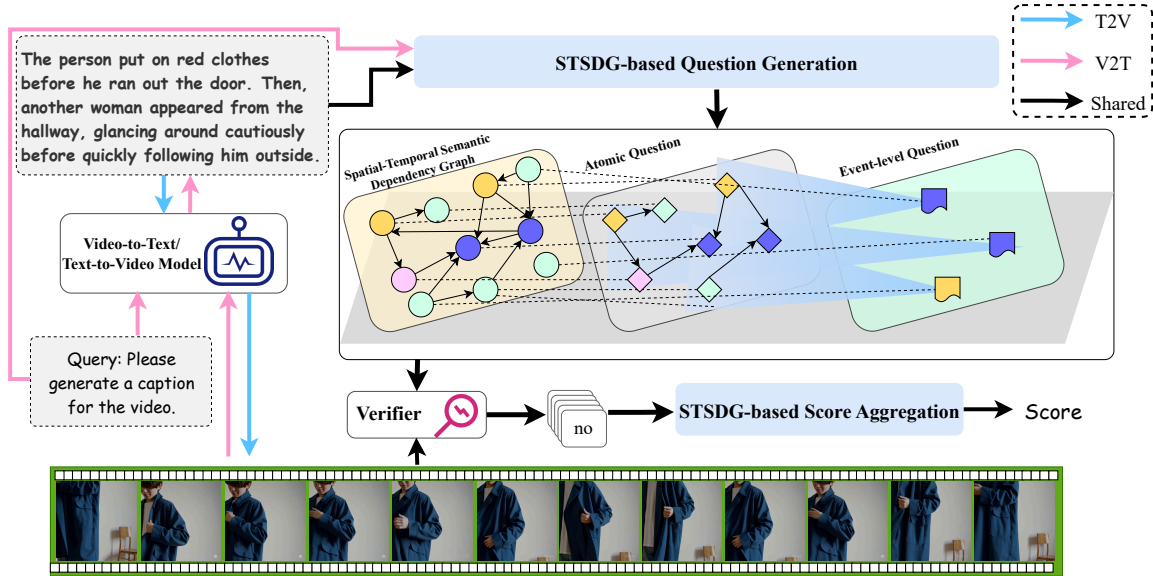 The person put on red clothes
before he ran out the door. Then,
another woman appeared from the
hallway, glancing around cautiously
before quickly following him outside.
STSDG-based Question Generation
T2V
V2T
Shared
Spatial-Temporal Semantic
Dependency Graph
Atomic Question
Event-level Question
Video-to-Text/
Text-to-Video Model
Query: Please
generate a caption
for the video.
Verifier
no
STSDG-based Score Aggregation
Score